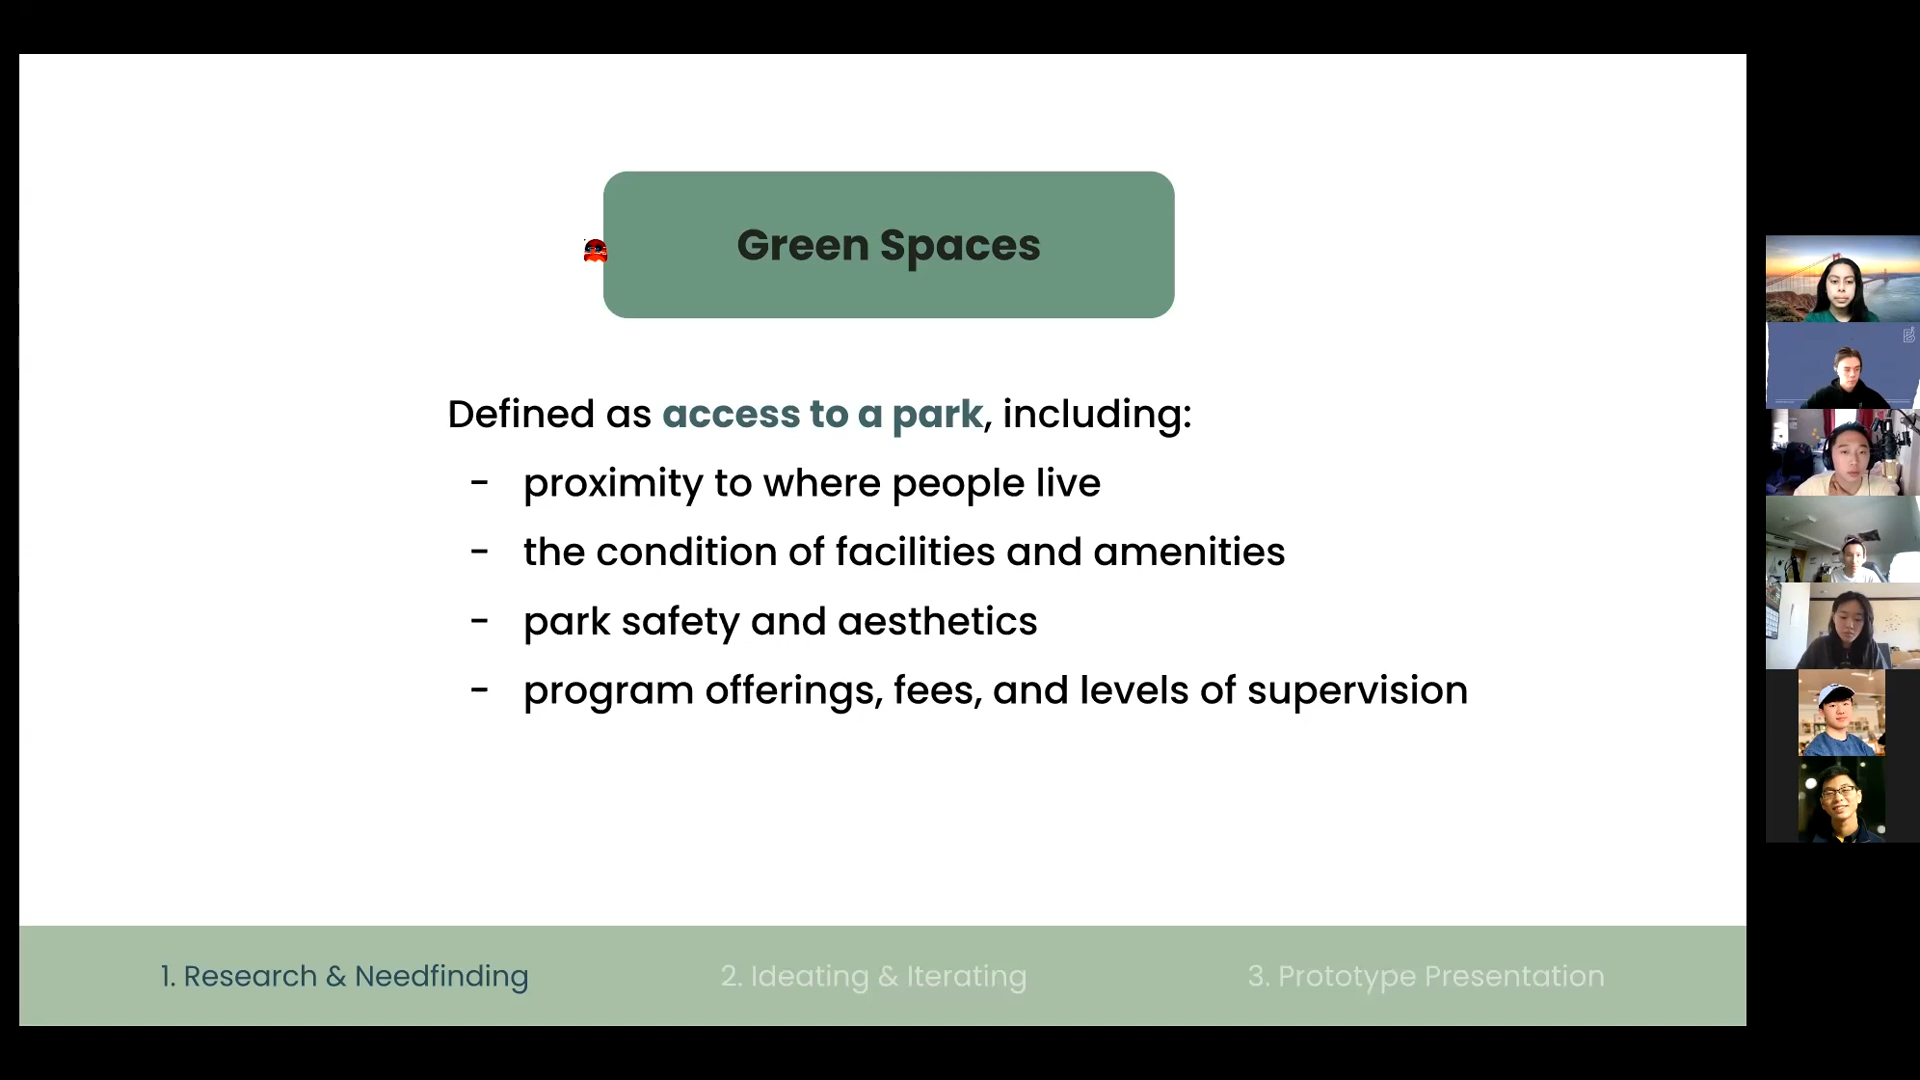 Green Spaces
Defined as access to a park, including:
- proximity to where people live
- the condition of facilities and amenities
- park safety and aesthetics
- program offerings, fees, and levels of supervision
1. Research & Needfinding
2. Ideating & Iterating
3. Prototype Presentation